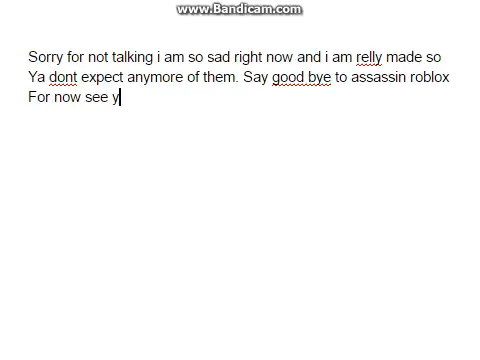 www.Bandicam.com
Sorry for not talking i am so sad right now and i am relly made so
Ya dont expect anymore of them. Say good bye to assassin roblox
For now see y